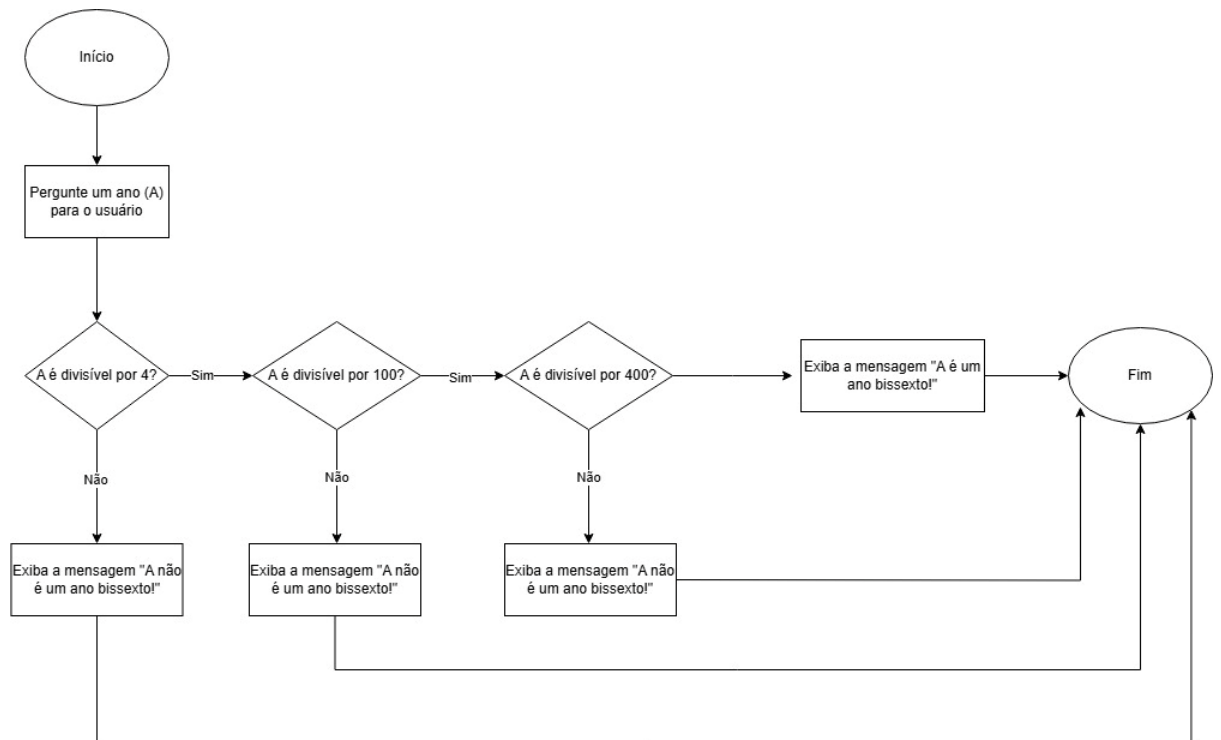 Início
Pergunte um ano (A)
para o usuário
A é divisível por 4?
Sim
A é divisível por 100?
Sim
A é divisível por 400?
Exiba a mensagem "A é um
ano bissexto!"
Fim
Não
Não
Não
Exiba a mensagem "A não
é um ano bissexto!"
Exiba a mensagem "A não
é um ano bissexto!"
Exiba a mensagem "A não
é um ano bissexto!"